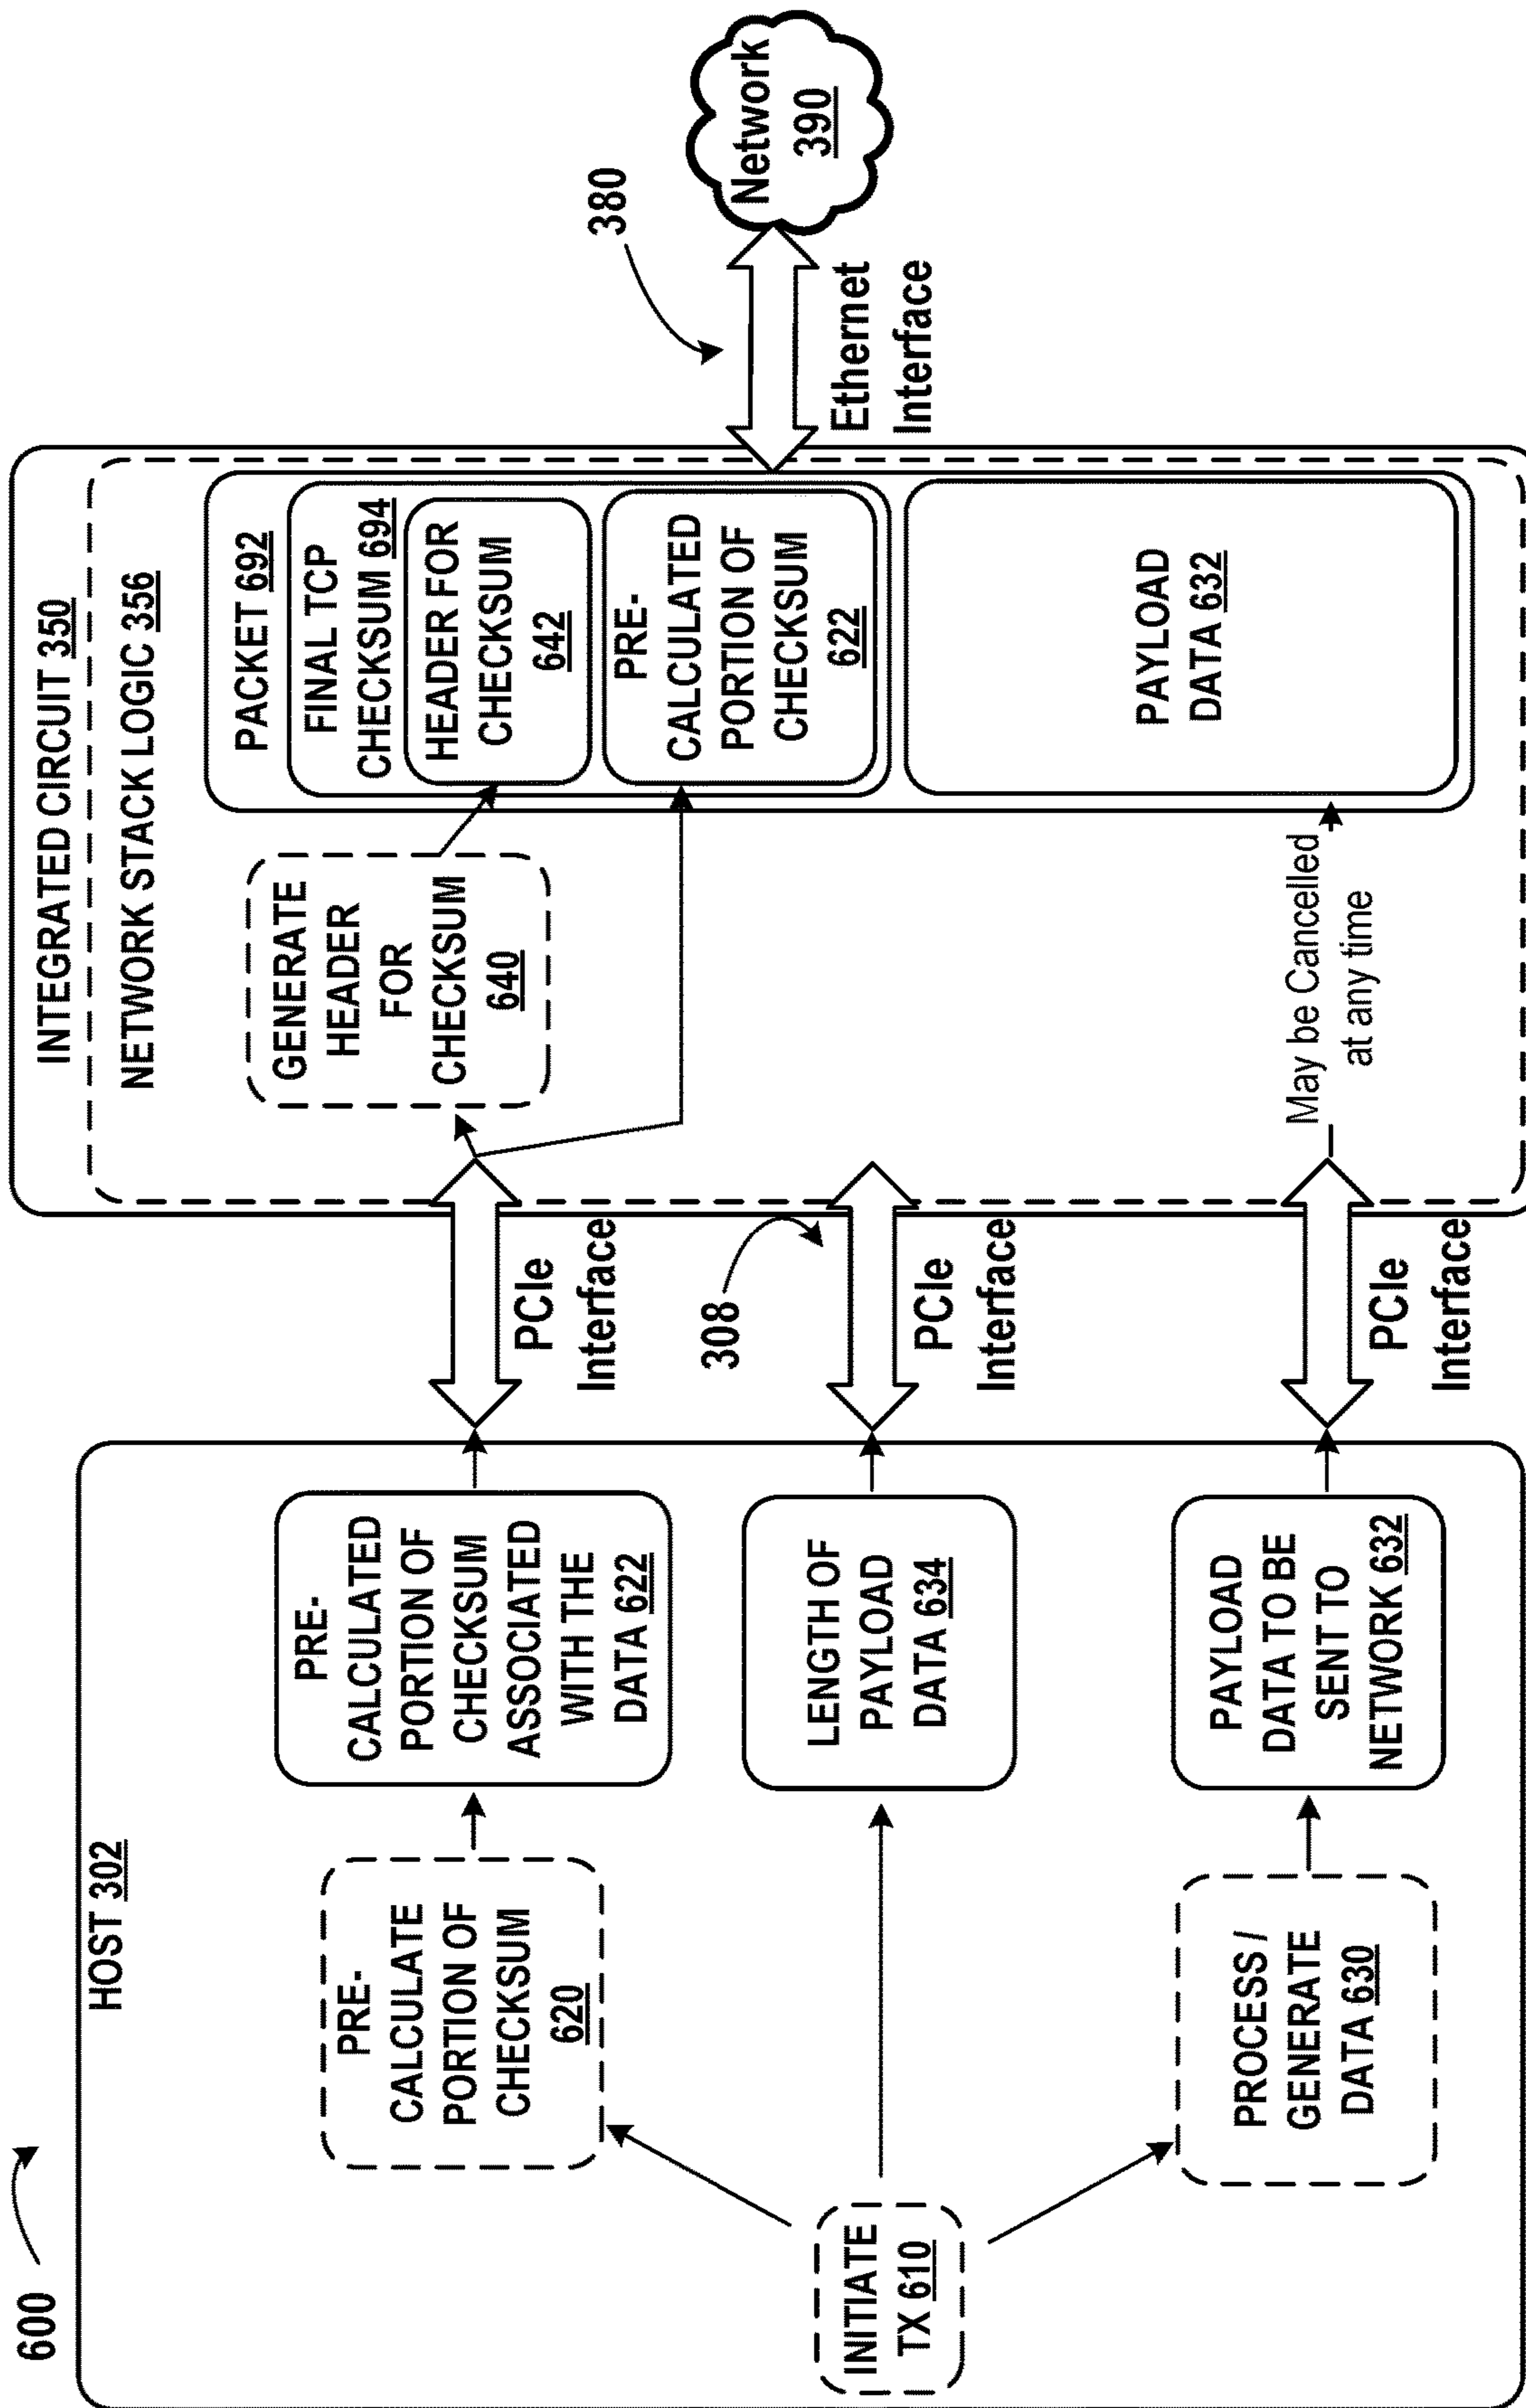 600
HOST 302
INITIATE
TX 610
PRE-
CALCULATE
PORTION OF
CHECKSUM
620
PROCESS /
GENERATE
DATA 630
PRE-
CALCULATED
PORTION OF
CHECKSUM
ASSOCIATED
WITH THE
DATA 622
LENGTH OF
PAYLOAD
DATA 634
PAYLOAD
DATA TO BE
SENT TO
NETWORK 632
PCIe
Interface
308
PCIe
Interface
PCIe
Interface
INTEGRATED CIRCUIT 350
NETWORK STACK LOGIC 356
GENERATE
HEADER
FOR
CHECKSUM
640
May be Cancelled
at any time
PACKET 692
FINAL TCP
CHECKSUM 694
HEADER FOR
CHECKSUM
642
PRE-
CALCULATED
PORTION OF
CHECKSUM
622
PAYLOAD
DATA 632
380
Ethernet
Interface
Network
390